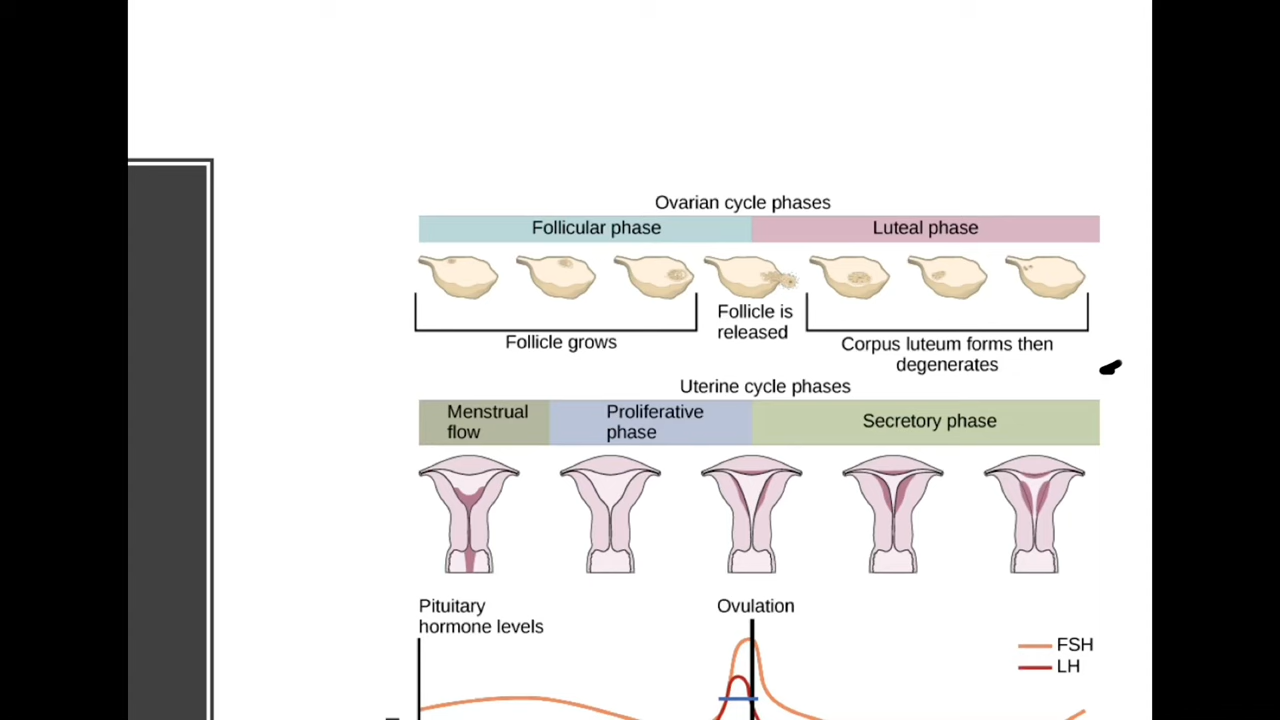 Ovarian cycle phases
Follicular phase
Luteal phase
Follicle grows
Follicle is
released
Corpus luteum forms then
degenerates
Uterine cycle phases
Menstrual
flow
Proliferative
phase
Secretory phase
Pituitary
hormone levels
Ovulation
FSH
LH